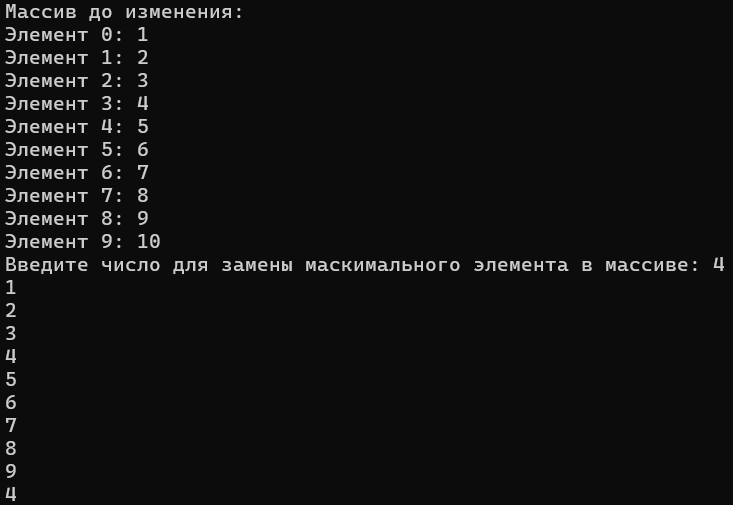 Массив до изменения:
Элемент 0: 1
Элемент 1: 2
Элемент 2: 3
Элемент 3: 4
Элемент 4: 5
Элемент 5: 6
Элемент 6: 7
Элемент 7: 8
Элемент 8: 9
Элемент 9: 10
Введите число для замены маскимального элемента в массиве: 4
1
2
3
4
5
6
7
8
9
4